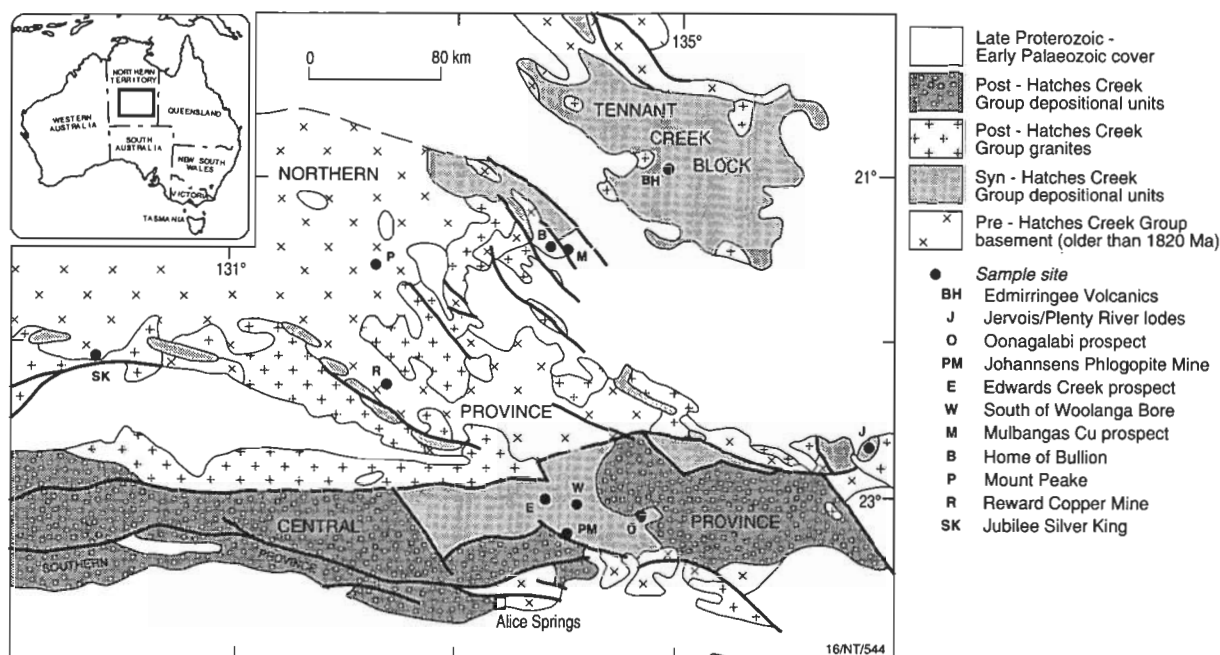 NORTHERN
TERRITORY
WESTERN
AUSTRALIA
QUEENSLAND
SOUTH
AUSTRALIA
NEW SOUTH
WALES
VICTORIA
TASMANIA
0 80 km
135°
TENNANT
CREEK
BLOCK
BH
21°
NORTHERN
B
M
131°
P
SK
R
PROVINCE
J
W
E
23°
CENTRAL
PM
O
PROVINCE
SOUTHERN
PROVINCE
Alice Springs
16/NT/544
Late Proterozoic -
Early Palaeozoic cover
Post - Hatches Creek
Group depositional units
Post - Hatches Creek
Group granites
Syn - Hatches Creek
Group depositional units
Pre - Hatches Creek Group
basement (older than 1820 Ma)
Sample site
BH Edmirringee Volcanics
J Jervois/Plenty River lodes
O Oonagalabi prospect
PM Johannsens Phlogopite Mine
E Edwards Creek prospect
W South of Woolanga Bore
M Mulbangas Cu prospect
B Home of Bullion
P Mount Peake
R Reward Copper Mine
SK Jubilee Silver King